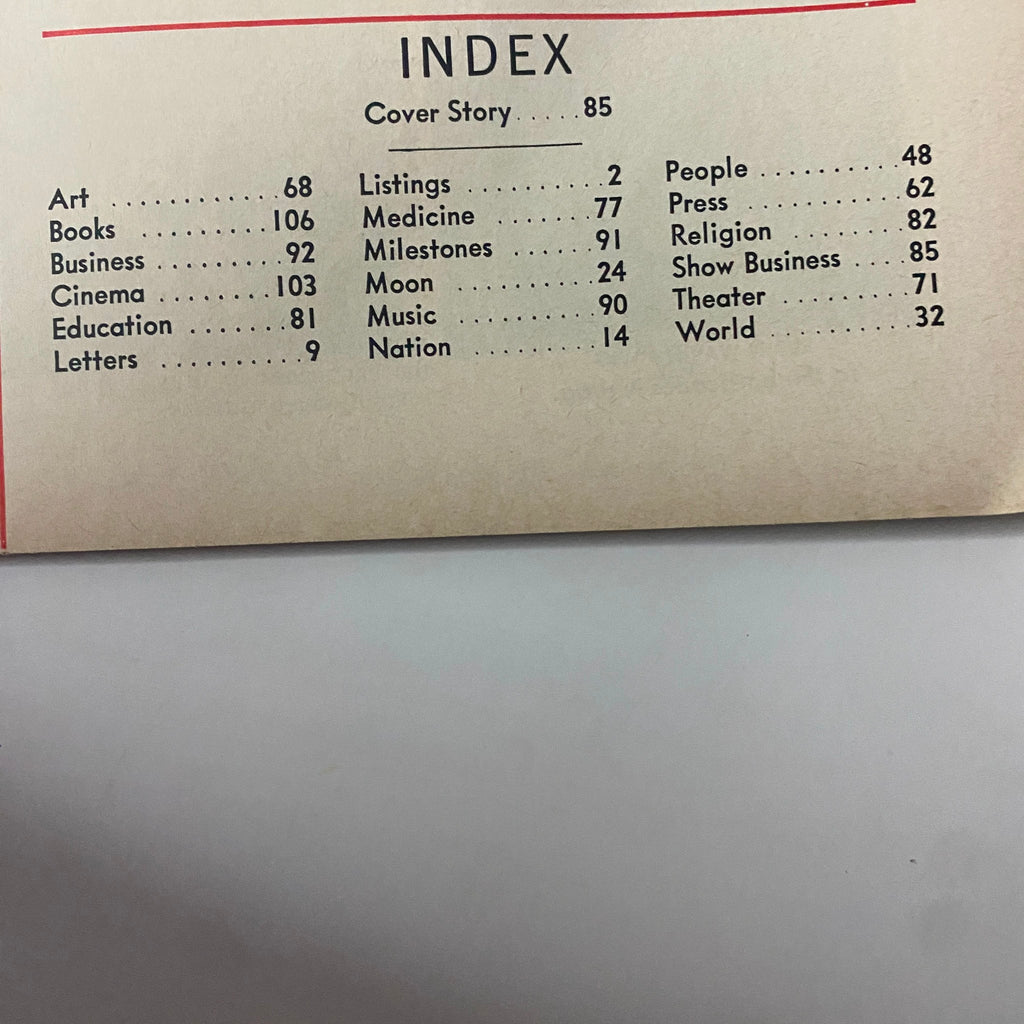 INDEX
Cover Story.....85
Art ............68
Books .........106
Business .........92
Cinema ........103
Education .......81
Letters ..........9
Listings ..........2
Medicine .......77
Milestones ......91
Moon ..........24
Music ..........90
Nation .........14
People ..........48
Press ...........62
Religion ........82
Show Business ....85
Theater .........71
World ..........32